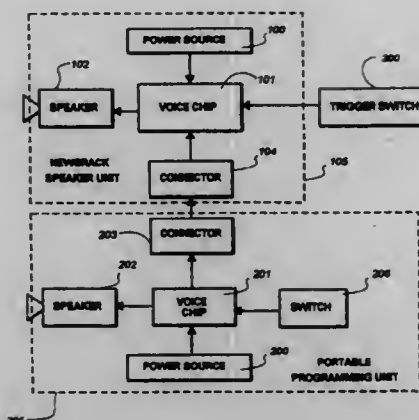 POWER SOURCE
100
102
101
300
SPEAKER
VOICE CHIP
TRIGGER SWITCH
NEWSRACK
SPEAKER UNIT
104
CONNECTOR
105
CONNECTOR
203
202
201
206
SPEAKER
VOICE
CHIP
SWITCH
POWER SOURCE
200
PORTABLE
PROGRAMMING UNIT